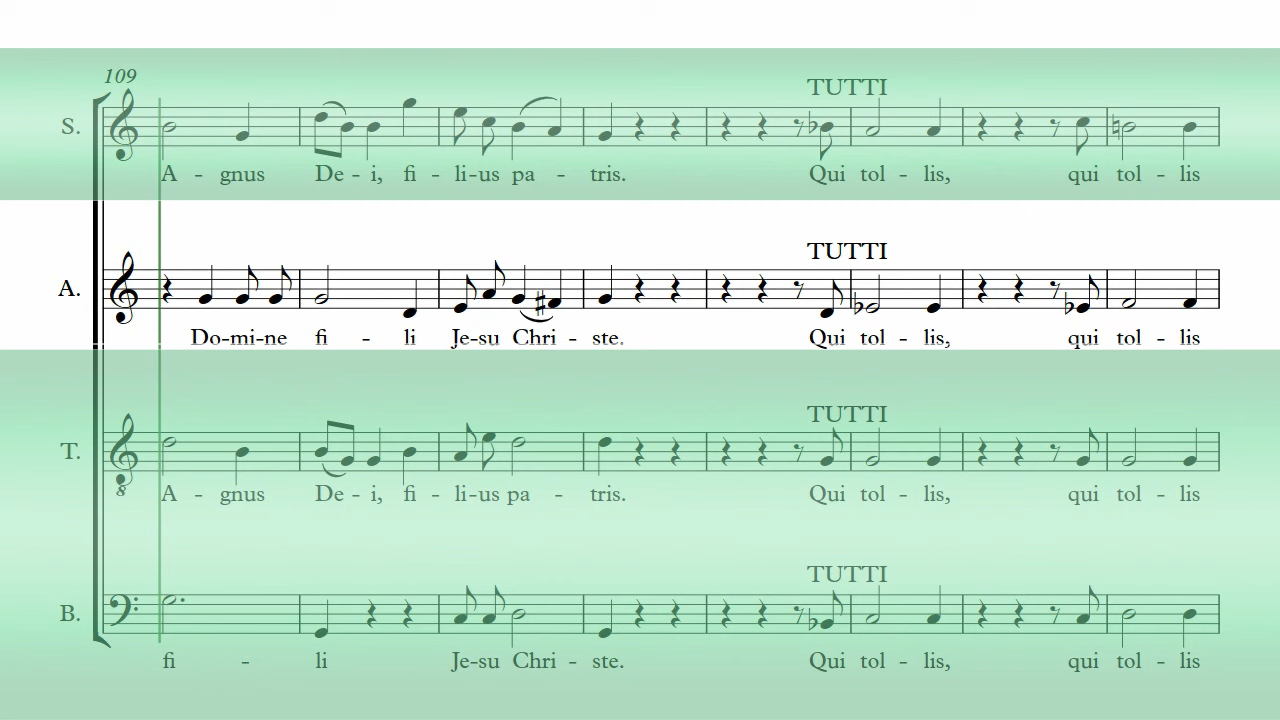 109
TUTTI
S.
A - gnus De - i, fi - li-us pa - tris. Qui tol - lis, qui tol - lis
TUTTI
A.
Do-mi-ne fi - li Je-su Chri - ste. Qui tol - lis, qui tol - lis
TUTTI
T.
8
A - gnus De - i, fi - li-us pa - tris. Qui tol - lis, qui tol - lis
TUTTI
B.
fi - li Je-su Chri - ste. Qui tol - lis, qui tol - lis